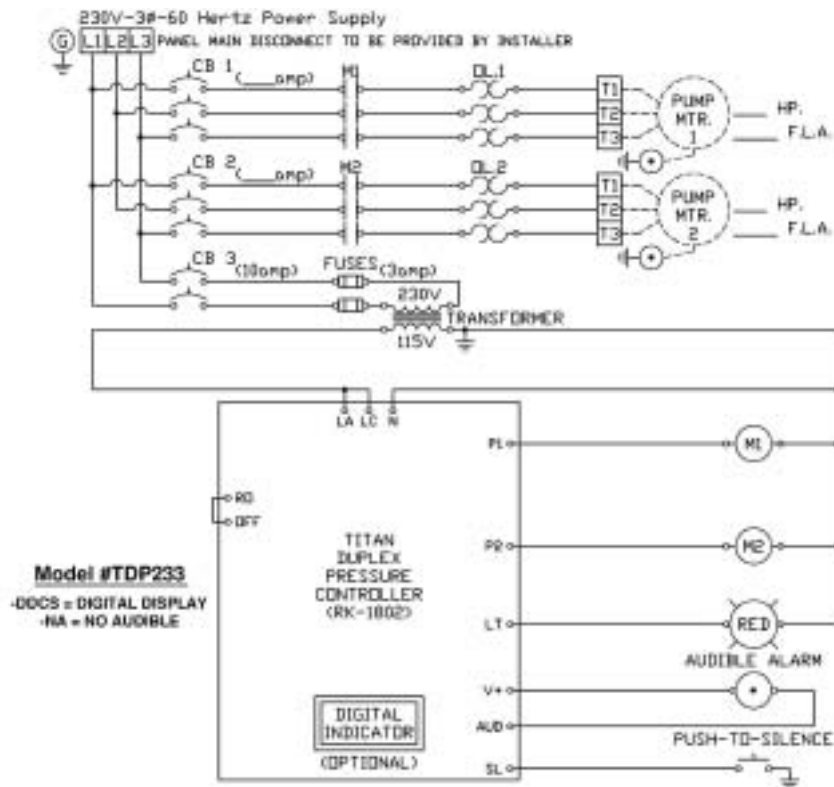 230V-3ø-60 Hertz Power Supply
G L1 L2 L3 PANEL MAIN DISCONNECT TO BE PROVIDED BY INSTALLER
CB 1 (____amp) M1 OL1
T1
T2
T3
PUMP
MTR.
1
HP.
F.L.A.
CB 2 (____amp) M2 OL2
T1
T2
T3
PUMP
MTR.
2
HP.
F.L.A.
CB 3 (10amp) FUSES (3amp)
230V
TRANSFORMER
115V
LA LC N
P1 M1
RO
OFF
P2 M2
TITAN
DUPLEX
PRESSURE
CONTROLLER
(RK-1802)
Model #TDP233
-DDCS = DIGITAL DISPLAY
-NA = NO AUDIBLE
LT RED
AUDIBLE ALARM
V+
AUD
DIGITAL
INDICATOR
(OPTIONAL)
PUSH-TO-SILENCE
SL